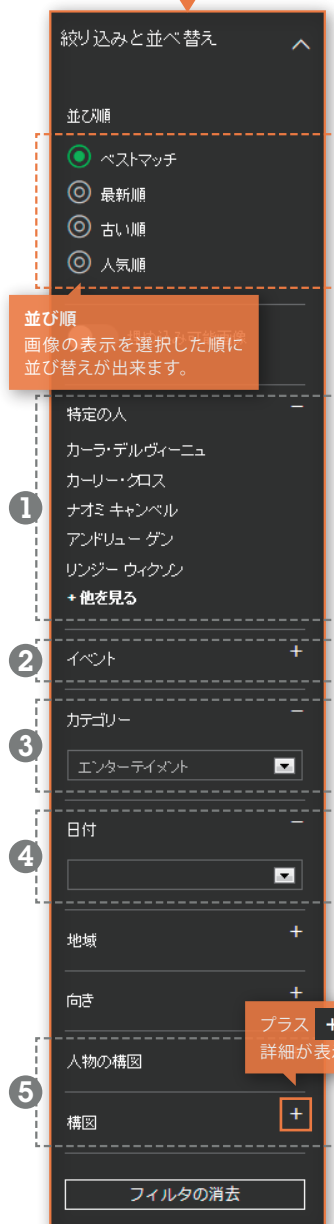 絞り込みと並べ替え
並び順
ベストマッチ
最新順
古い順
人気順
並び順
画像の表示を選択した順に
並び替えが出来ます。
特定の人
カーラ・デルヴィーニュ
カーリー・クロス
ナオミ キャンベル
アンドリュー ゲン
リンジー ウィクソン
+ 他を見る
1
2
イベント
+
カテゴリー
3
エンターテイメント
日付
4
地域
+
向き
+
プラス +
詳細が表
人物の構図
5
構図
+
フィルタの消去